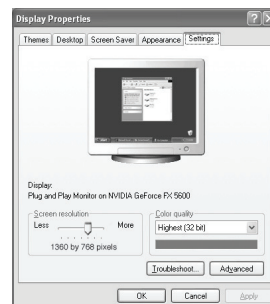 Display Properties
Themes
Desktop
Screen Saver
Appearance
Settings
Display:
Plug and Play Monitor on NVIDIA GeForce FX 5600
Screen resolution
Less
More
1360 by 768 pixels
Color quality
Highest (32 bit)
Troubleshoot...
Advanced
OK
Cancel
Apply